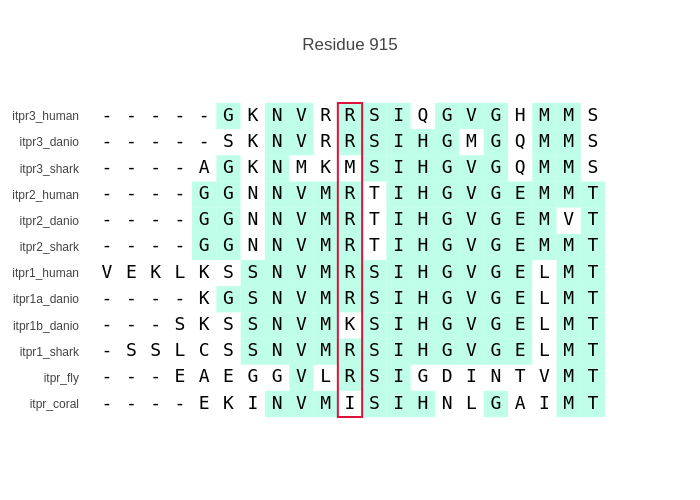 Residue 915
itpr3_human - - - - - G K N V R R S I Q G V G H M M S
itpr3_danio - - - - - S K N V R R S I H G M G Q M M S
itpr3_shark - - - - A G K N M K M S I H G V G Q M M S
itpr2_human - - - - G G N N V M R T I H G V G E M M T
itpr2_danio - - - - G G N N V M R T I H G V G E M V T
itpr2_shark - - - - G G N N V M R T I H G V G E M M T
itpr1_human V E K L K S S N V M R S I H G V G E L M T
itpr1a_danio - - - - K G S N V M R S I H G V G E L M T
itpr1b_danio - - - S K S S N V M K S I H G V G E L M T
itpr1_shark - S S L C S S N V M R S I H G V G E L M T
itpr_fly - - - E A E G G V L R S I G D I N T V M T
itpr_coral - - - - E K I N V M I S I H N L G A I M T